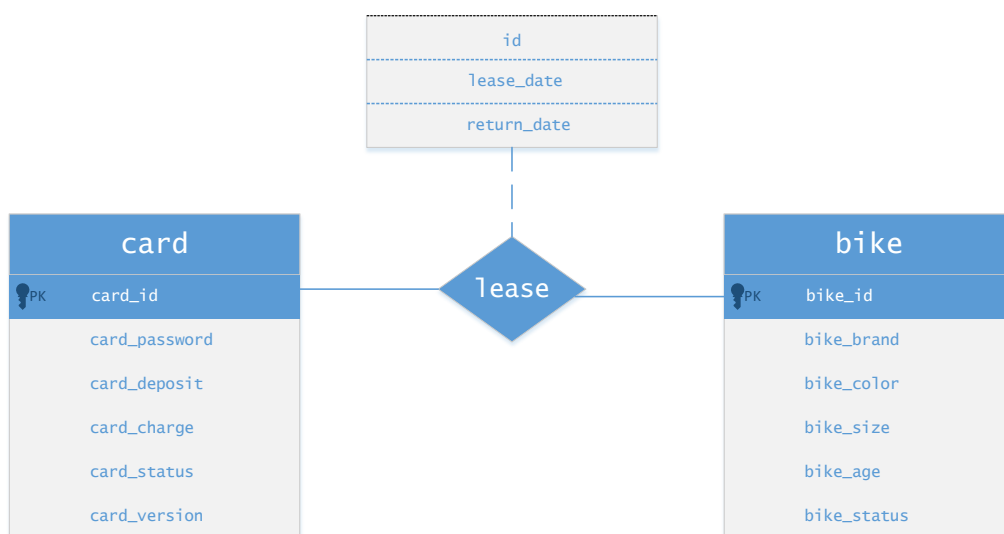 id
lease_date
return_date
card
PK card_id
card_password
card_deposit
card_charge
card_status
card_version
lease
bike
PK bike_id
bike_brand
bike_color
bike_size
bike_age
bike_status